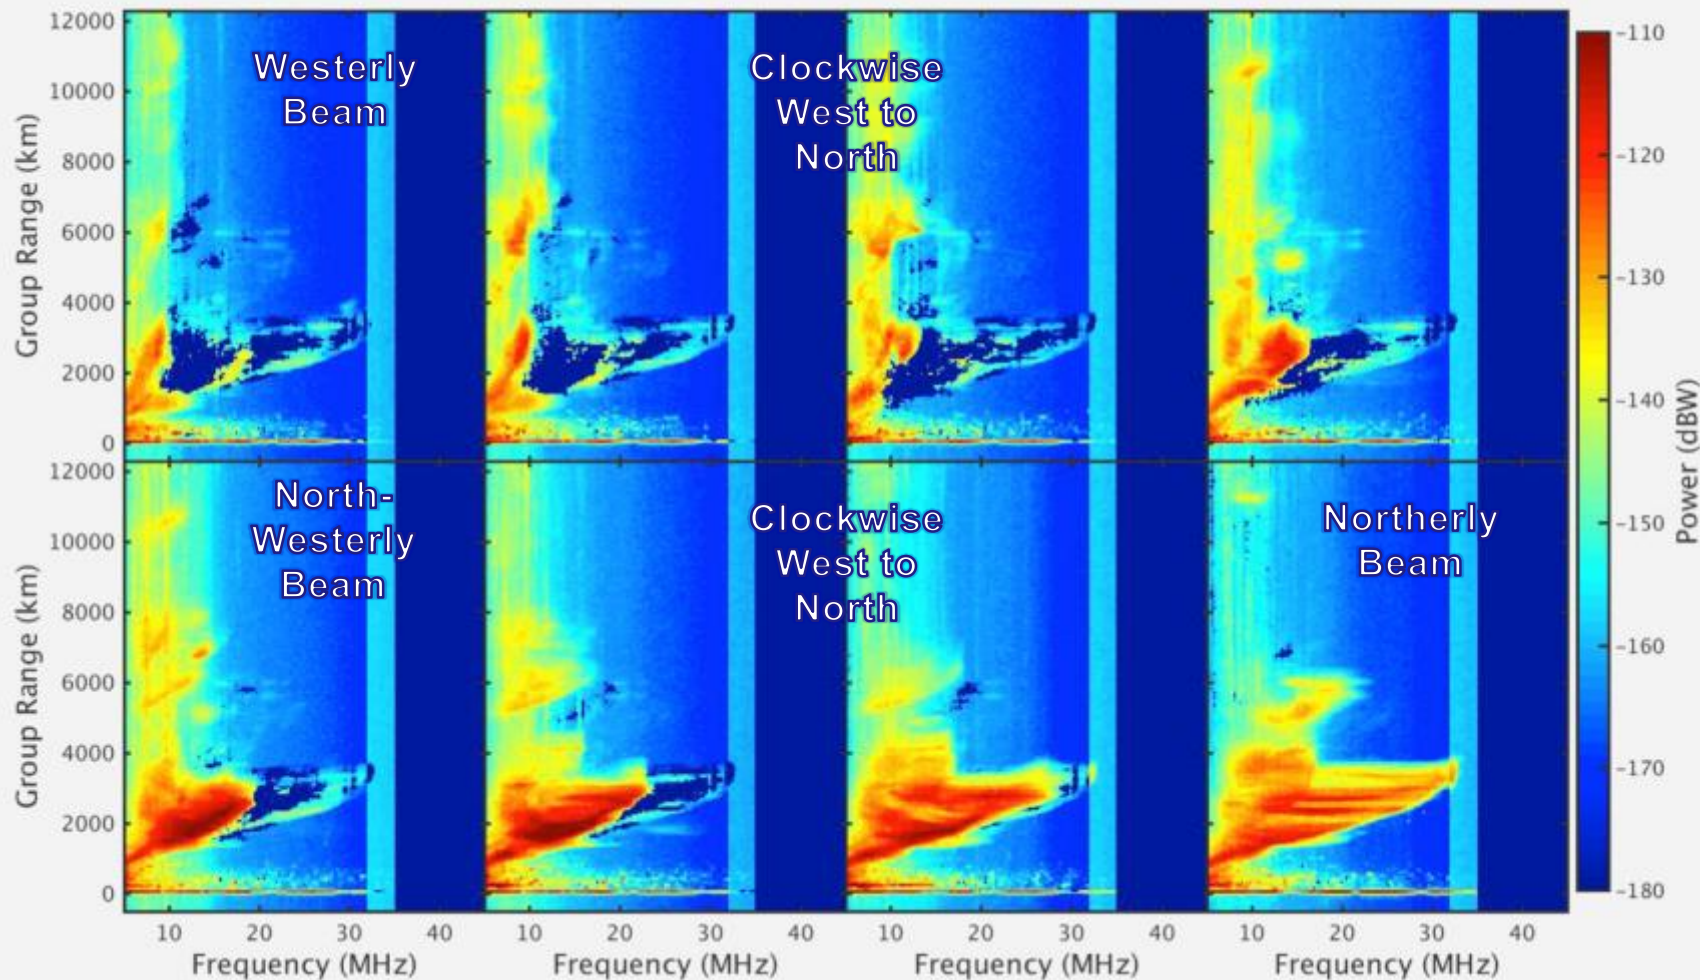 12000
10000
8000
6000
4000
2000
0
Group Range (km)
Westerly
Beam
Clockwise
West to
North
12000
10000
8000
6000
4000
2000
0
Group Range (km)
North-
Westerly
Beam
Clockwise
West to
North
Northerly
Beam
10 20 30 40 10 20 30 40 10 20 30 40 10 20 30 40
Frequency (MHz) Frequency (MHz) Frequency (MHz) Frequency (MHz)
-110
-120
-130
-140
-150
-160
-170
-180
Power (dBW)